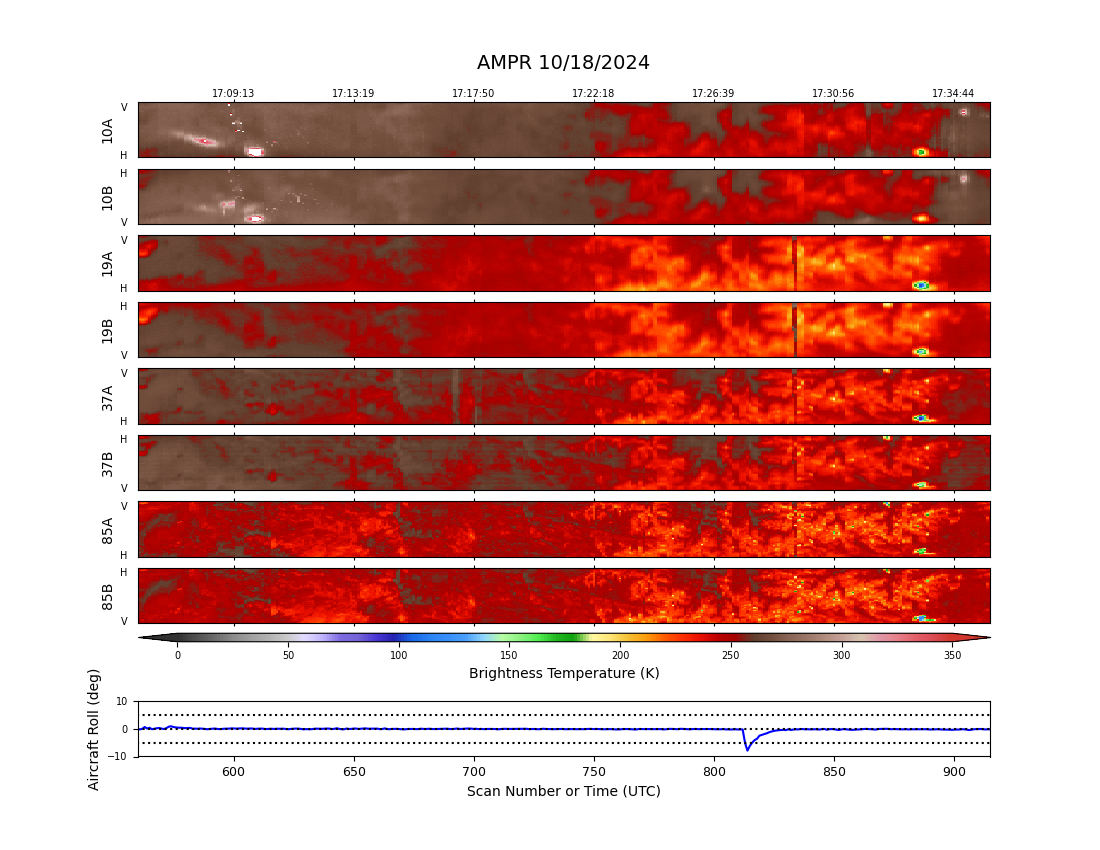 AMPR 10/18/2024
17:09:13 17:13:19 17:17:50 17:22:18 17:26:39 17:30:56 17:34:44
V
10A
H
H
10B
V
V
19A
H
H
19B
V
V
37A
H
H
37B
V
V
85A
H
H
85B
V
0 50 100 150 200 250 300 350
Brightness Temperature (K)
Aircraft Roll (deg)
10
0
−10
600 650 700 750 800 850 900
Scan Number or Time (UTC)